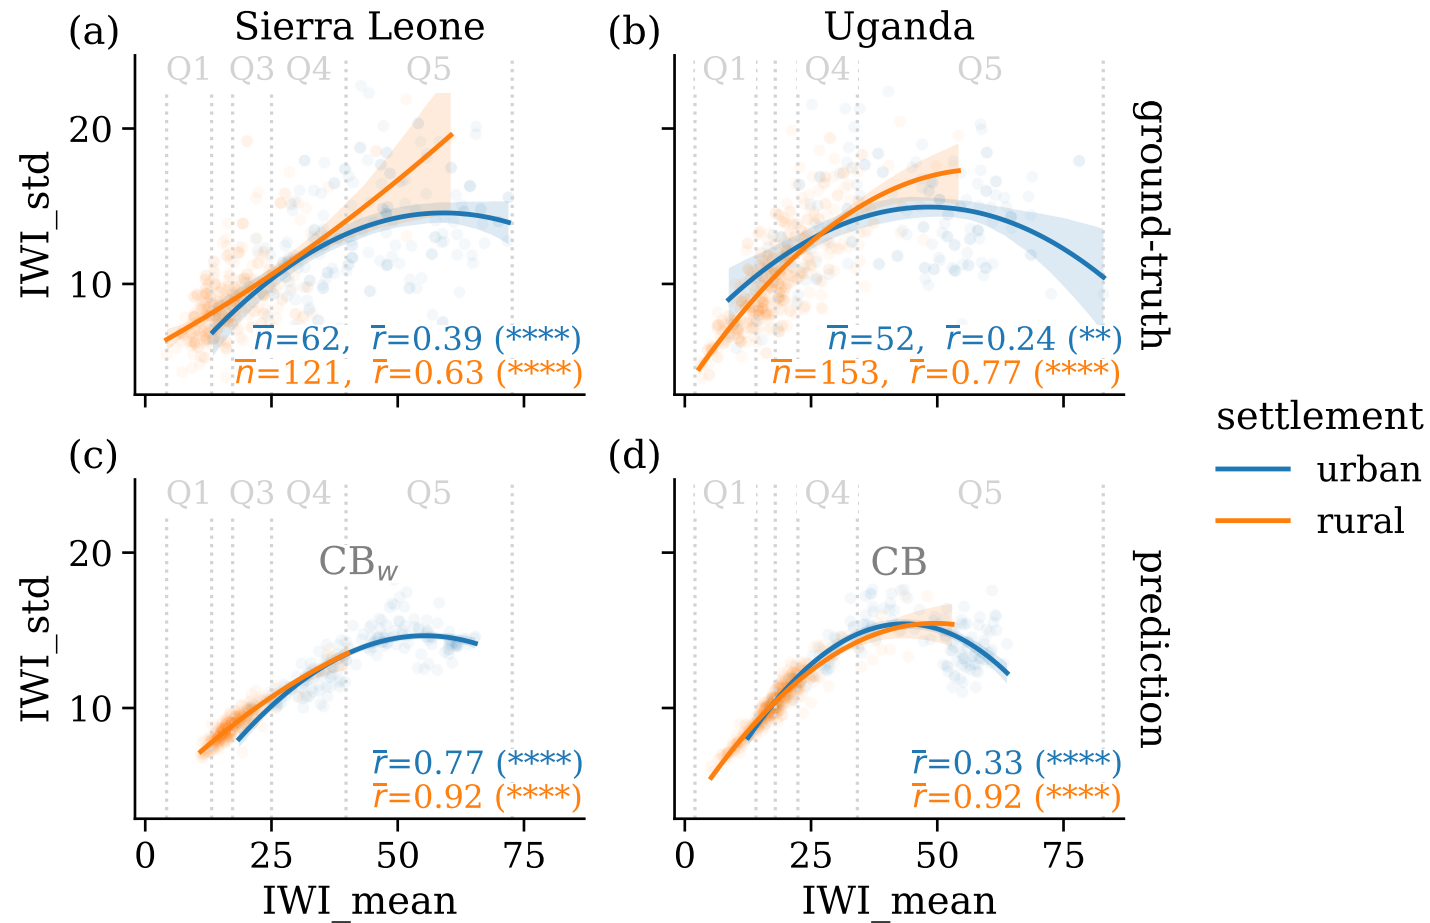 (a) Sierra Leone
(b) Uganda
Q1 Q3 Q4 Q5
Q1 Q4 Q5
20
10
IWI_std
ground-truth
n̅=62, r̅=0.39 (****)
n̅=121, r̅=0.63 (****)
n̅=52, r̅=0.24 (**)
n̅=153, r̅=0.77 (****)
settlement
urban
rural
(c)
(d)
Q1 Q3 Q4 Q5
Q1 Q4 Q5
20
10
IWI_std
prediction
CBw
CB
r̅=0.77 (****)
r̅=0.92 (****)
r̅=0.33 (****)
r̅=0.92 (****)
0 25 50 75
0 25 50 75
IWI_mean
IWI_mean